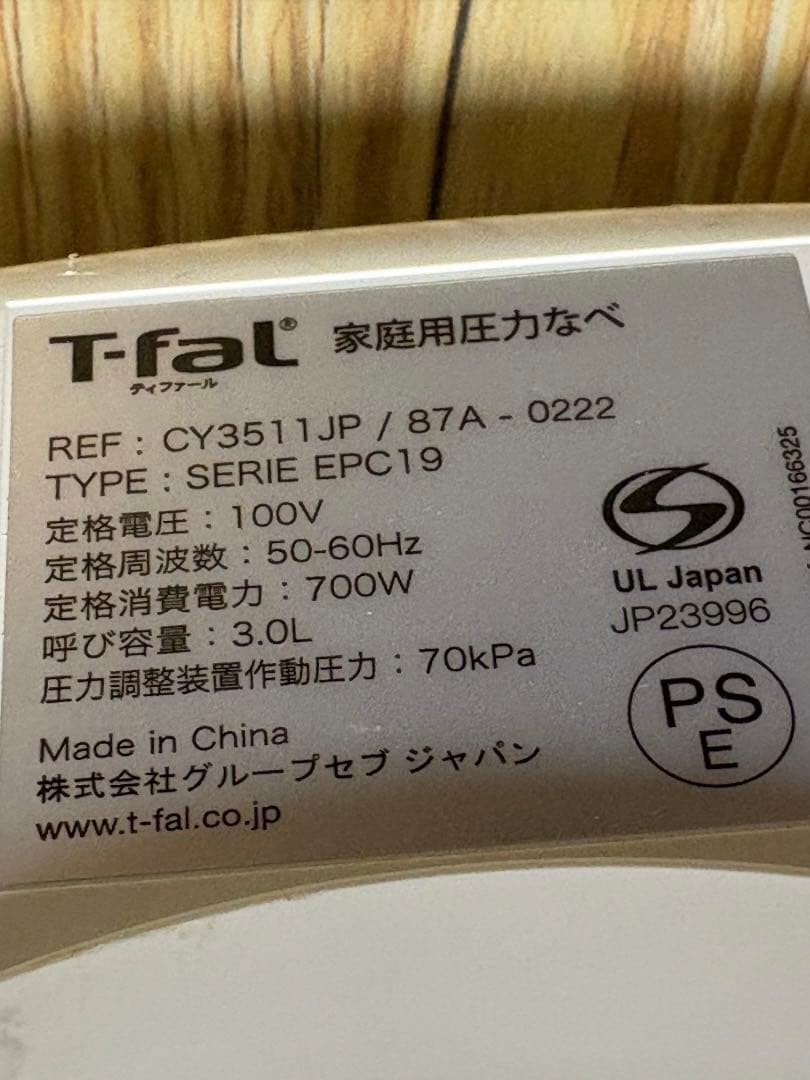 T-fal® 家庭用圧力なべ
ティファール
REF : CY3511JP / 87A - 0222
TYPE : SERIE EPC19
定格電圧 : 100V
定格周波数 : 50-60Hz
定格消費電力 : 700W
呼び容量 : 3.0L
圧力調整装置作動圧力 : 70kPa
Made in China
株式会社グループセブ ジャパン
www.t-fal.co.jp
UL Japan
JP23996
PS
E